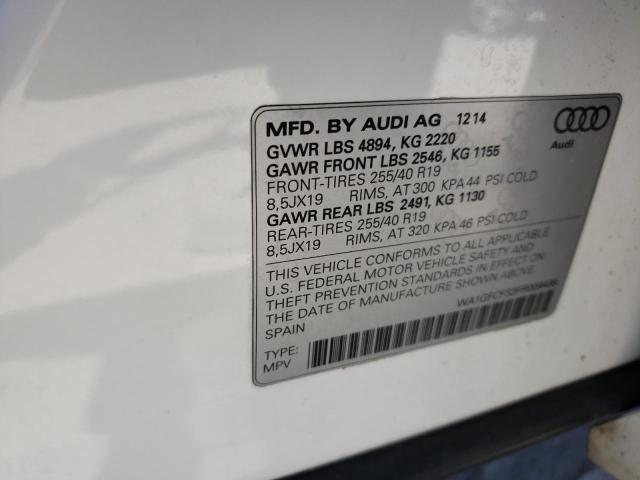 MFD. BY AUDI AG 12 14
GVWR LBS 4894, KG 2220
GAWR FRONT LBS 2546, KG 1155
FRONT-TIRES 255/40 R19
8,5JX19 RIMS, AT 300 KPA 44 PSI COLD
GAWR REAR LBS 2491, KG 1130
REAR-TIRES 255/40 R19
8,5JX19 RIMS, AT 320 KPA 46 PSI COLD
Audi
THIS VEHICLE CONFORMS TO ALL APPLICABLE
U.S. FEDERAL MOTOR VEHICLE SAFETY AND
THEFT PREVENTION STANDARDS IN EFFECT ON
THE DATE OF MANUFACTURE SHOWN ABOVE.
SPAIN
TYPE:
MPV